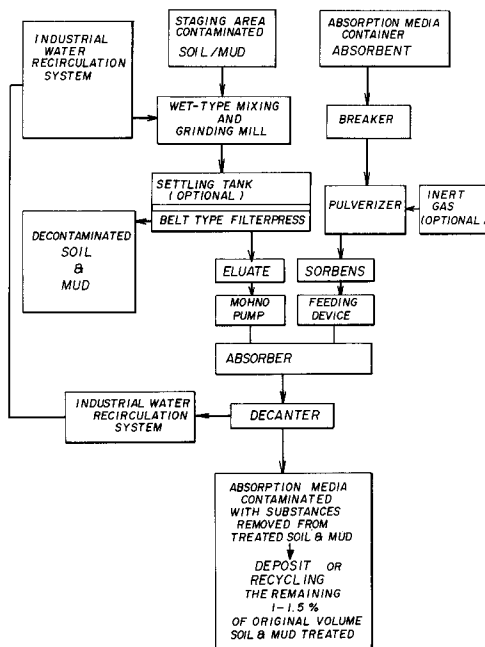 INDUSTRIAL
WATER
RECIRCULATION
SYSTEM
STAGING AREA
CONTAMINATED
SOIL/MUD
ABSORPTION MEDIA
CONTAINER
ABSORBENT
WET-TYPE MIXING
AND
GRINDING MILL
BREAKER
SETTLING TANK
(OPTIONAL)
BELT TYPE FILTERPRESS
PULVERIZER
INERT
GAS
(OPTIONAL)
DECONTAMINATED
SOIL
&
MUD
ELUATE
SORBENS
MOHNO
PUMP
FEEDING
DEVICE
ABSORBER
INDUSTRIAL WATER
RECIRCULATION
SYSTEM
DECANTER
ABSORPTION MEDIA
CONTAMINATED
WITH SUBSTANCES
REMOVED FROM
TREATED SOIL & MUD
DEPOSIT OR
RECYCLING
THE REMAINING
1-1.5 %
OF ORIGINAL VOLUME
SOIL & MUD TREATED